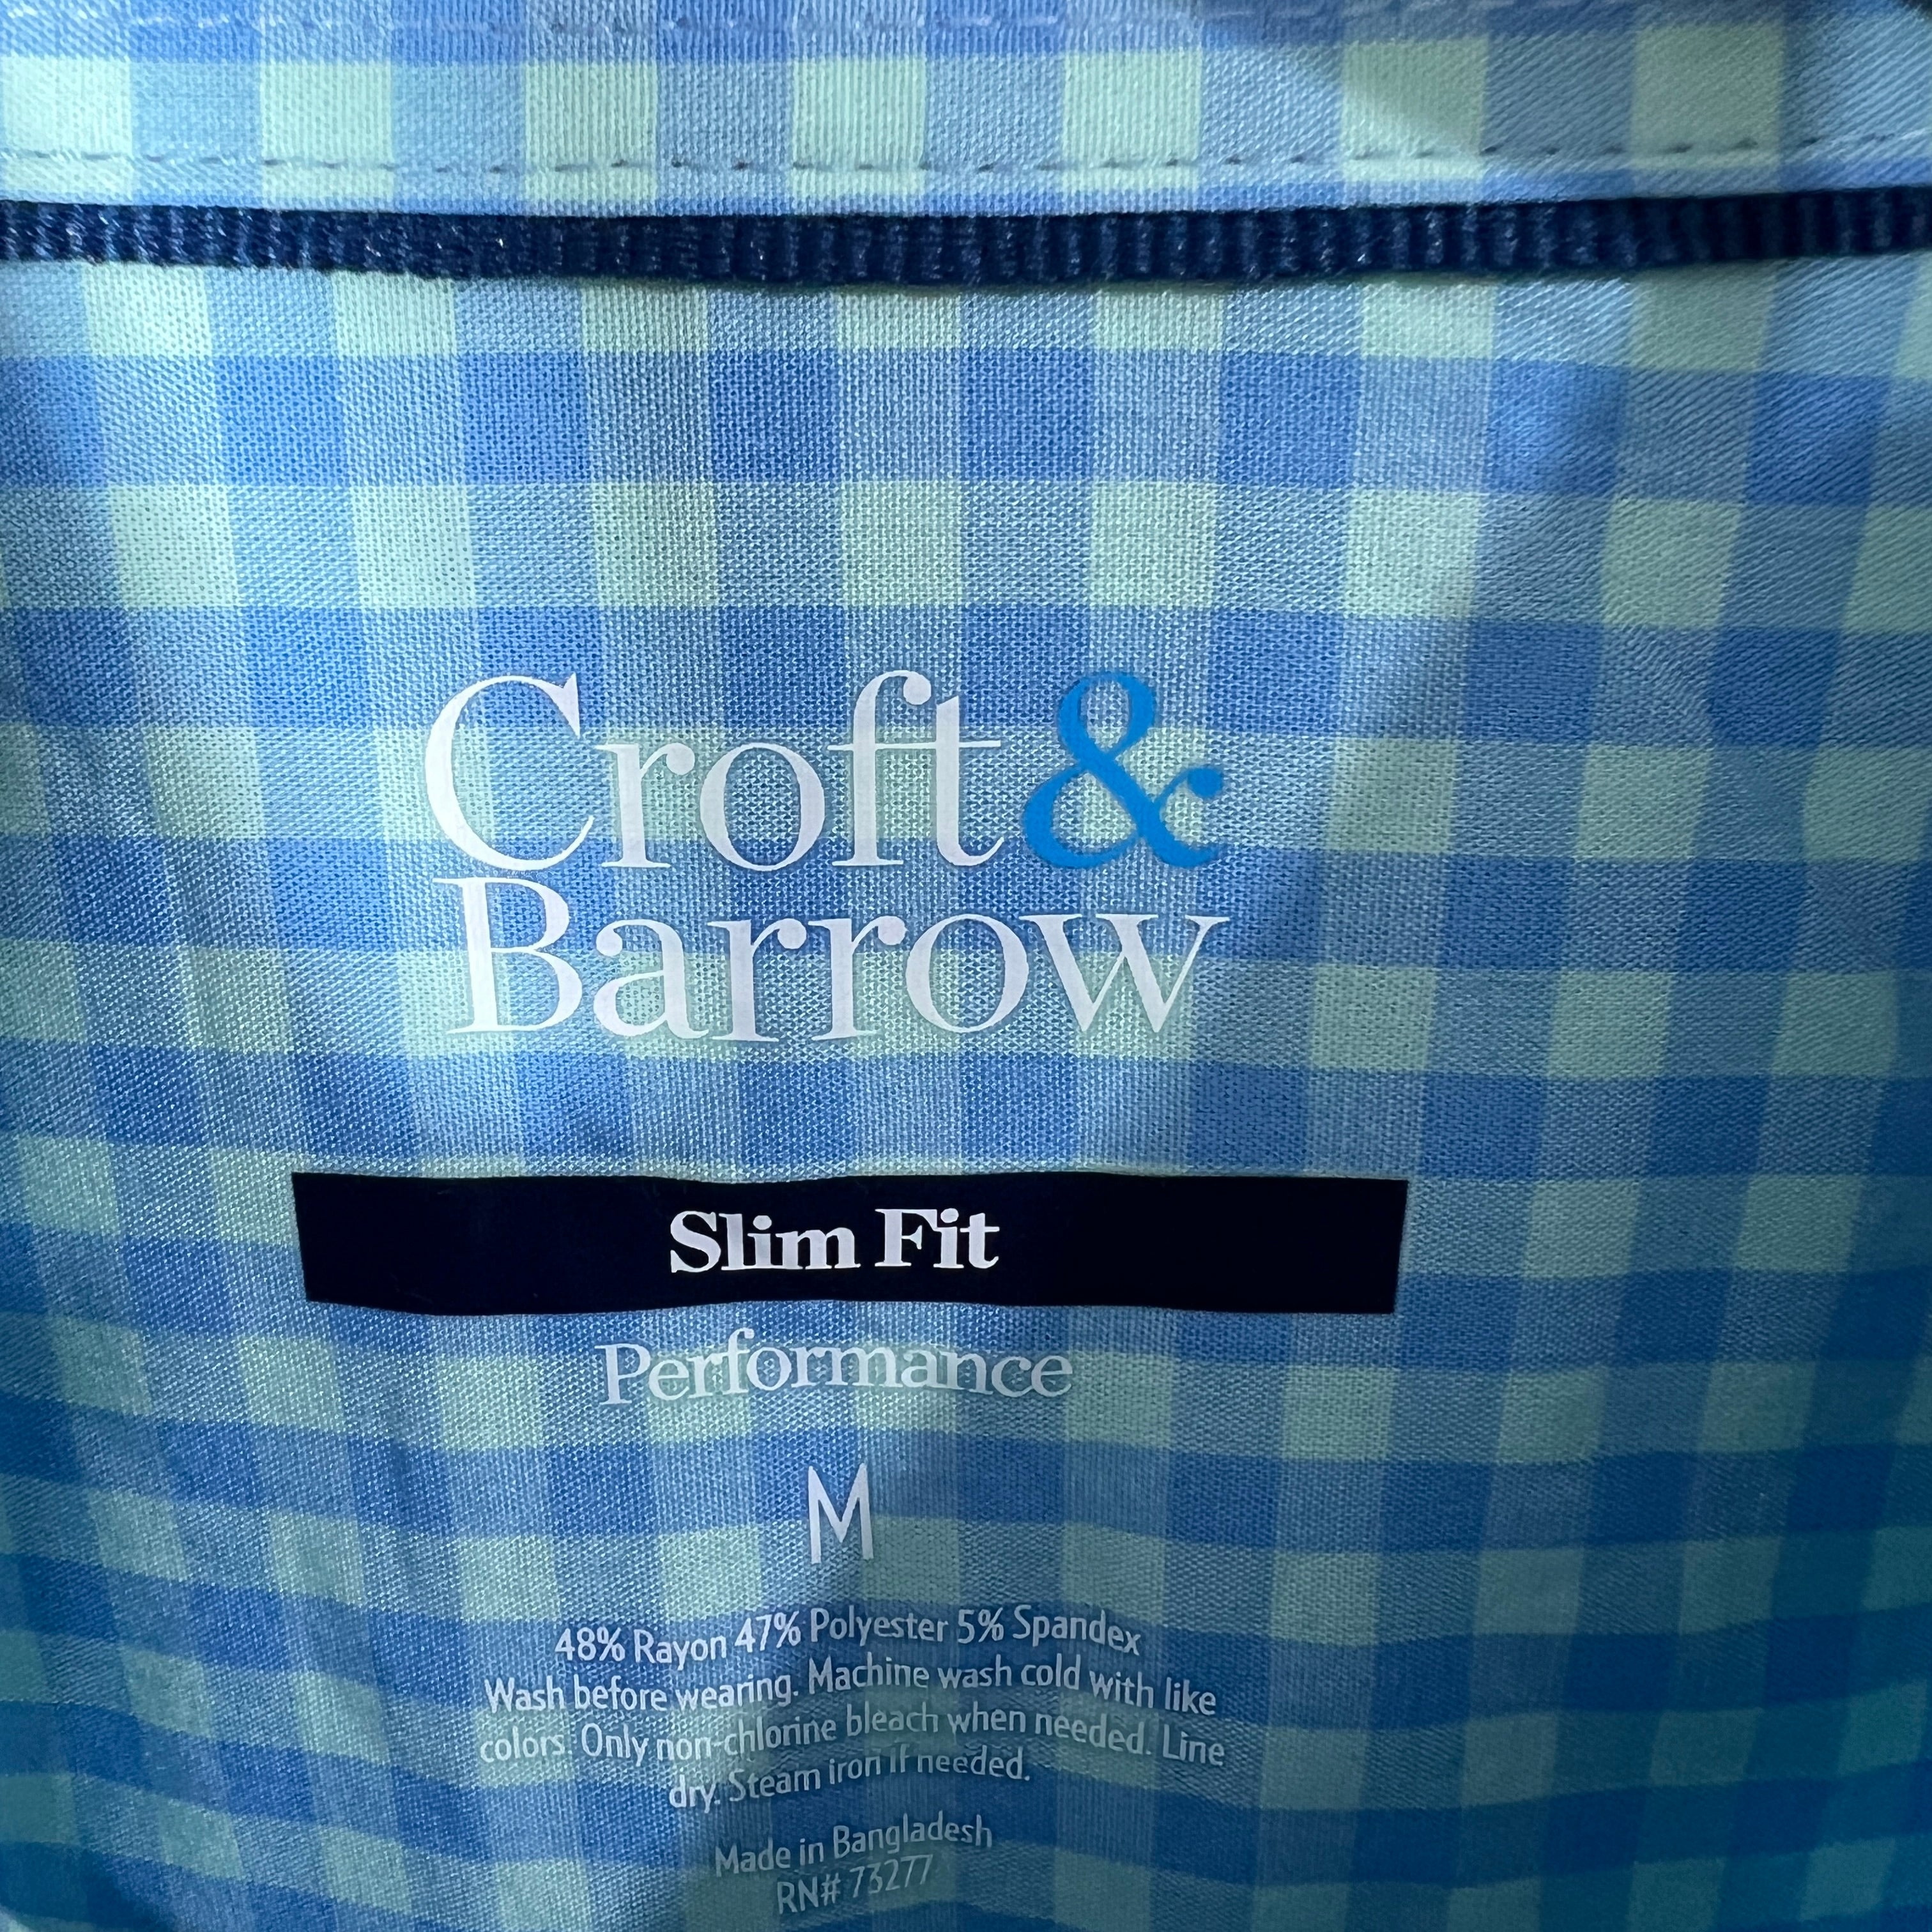 Croft &
Barrow
Slim Fit
Performance
M
48% Rayon 47% Polyester 5% Spandex
Wash before wearing. Machine wash cold with like
colors. Only non-chlorine bleach when needed. Line
dry. Steam iron if needed.
Made in Bangladesh
RN# 73277